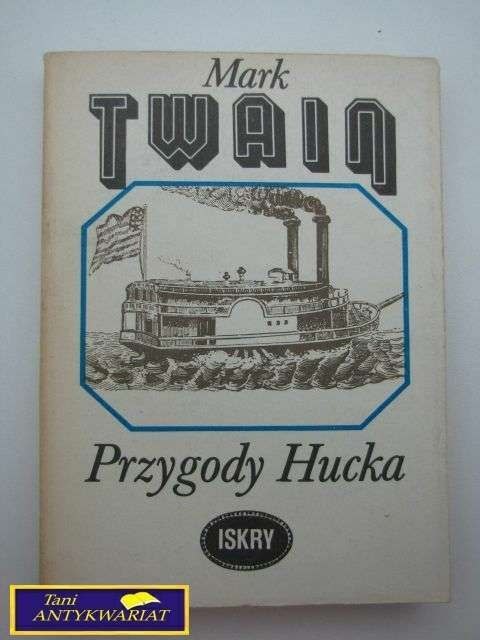 Mark
TWAIN
Przygody Hucka
ISKRY
Tani
ANTYKWARIAT